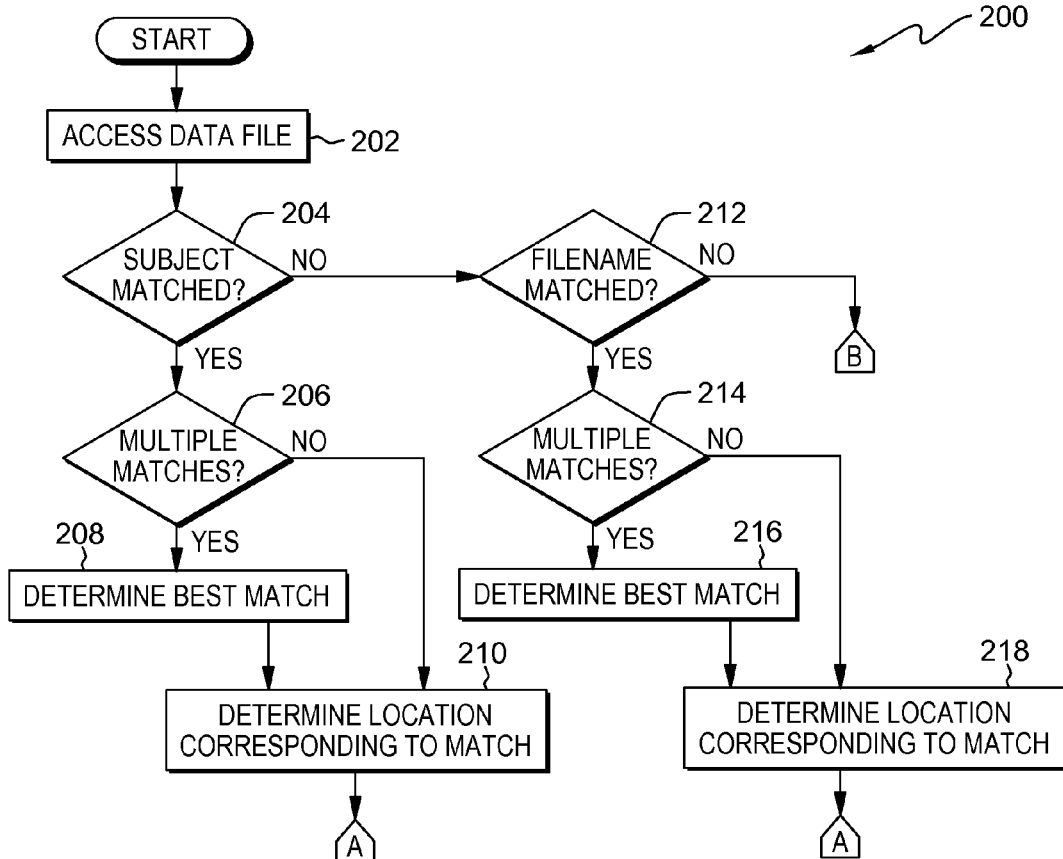 START
200
ACCESS DATA FILE
202
204
212
SUBJECT
MATCHED?
NO
FILENAME
MATCHED?
NO
YES
YES
B
206
214
MULTIPLE
MATCHES?
NO
MULTIPLE
MATCHES?
NO
208
YES
YES
216
DETERMINE BEST MATCH
DETERMINE BEST MATCH
210
218
DETERMINE LOCATION
CORRESPONDING TO MATCH
DETERMINE LOCATION
CORRESPONDING TO MATCH
A
A